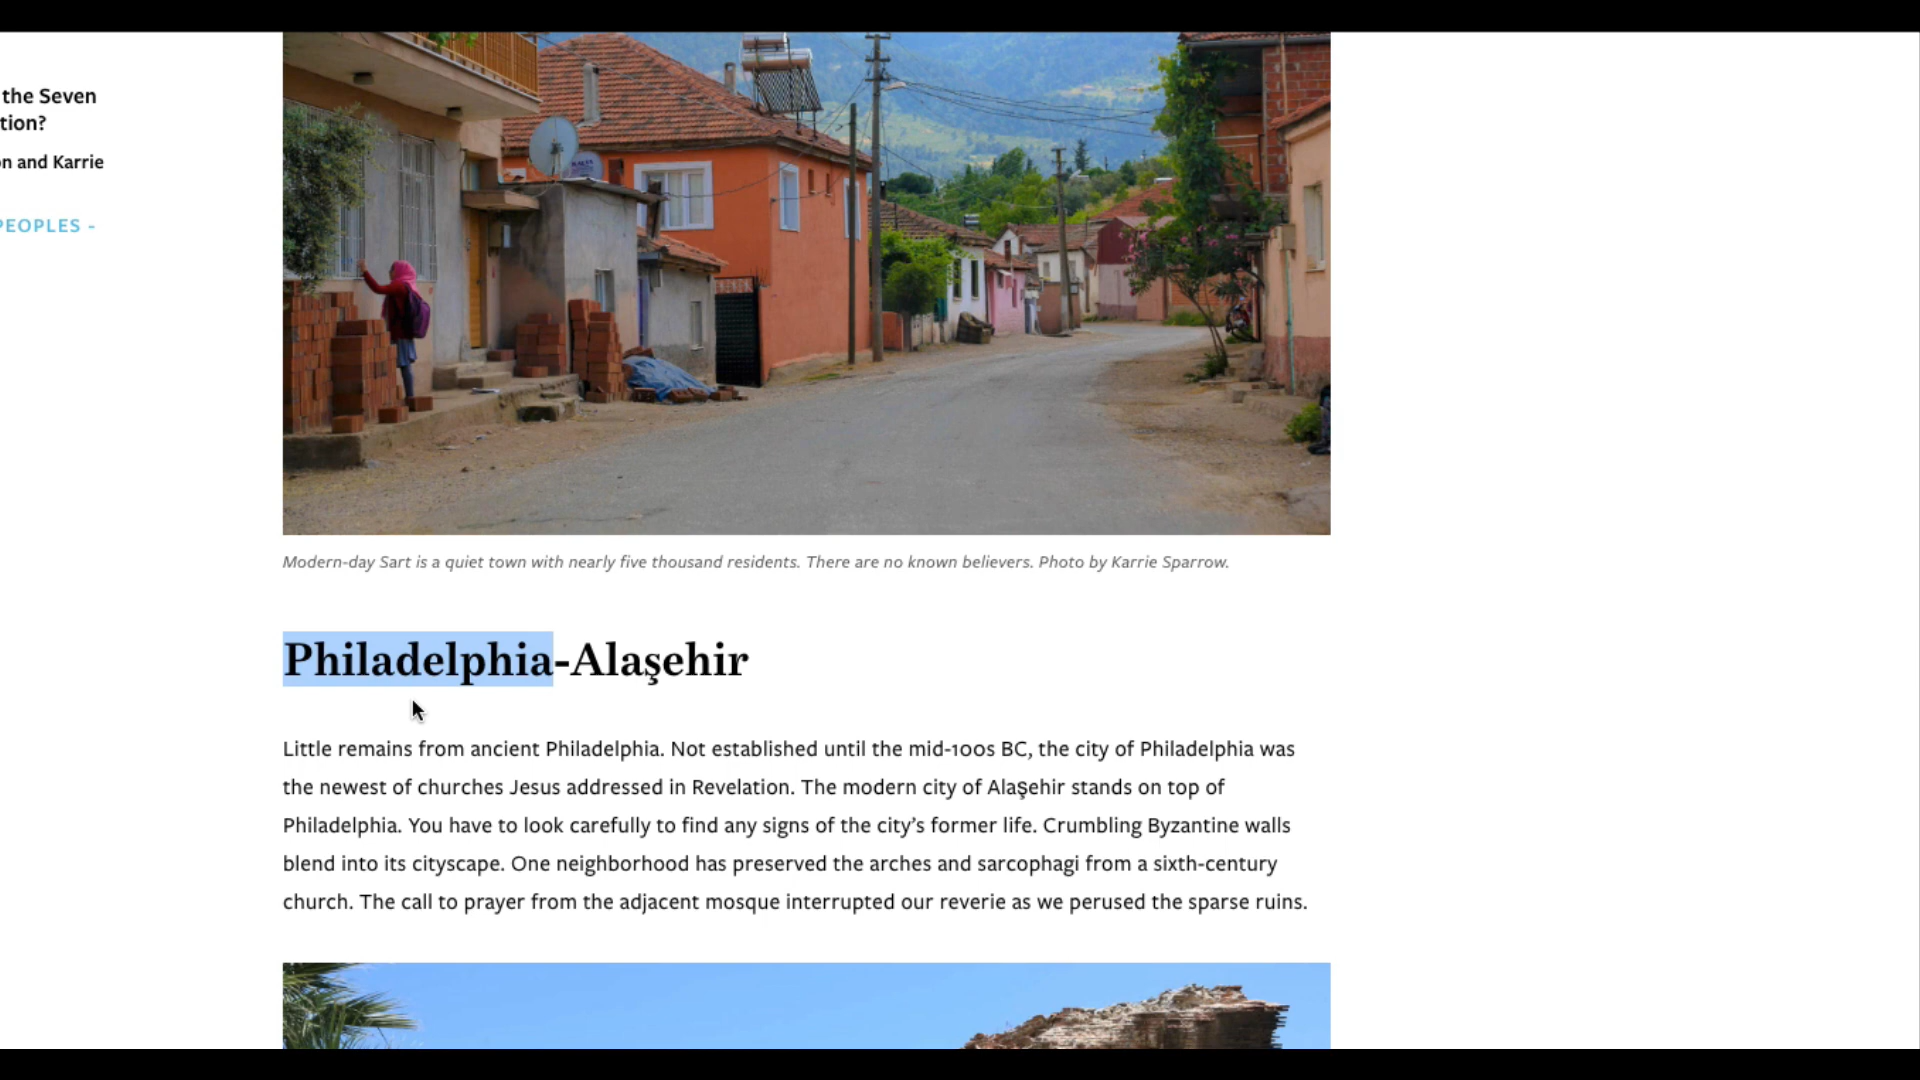 the Seven
tion?
n and Karrie
PEOPLES -
Modern-day Sart is a quiet town with nearly five thousand residents. There are no known believers. Photo by Karrie Sparrow.
Philadelphia-Alaşehir
Little remains from ancient Philadelphia. Not established until the mid-100s BC, the city of Philadelphia was
the newest of churches Jesus addressed in Revelation. The modern city of Alaşehir stands on top of
Philadelphia. You have to look carefully to find any signs of the city’s former life. Crumbling Byzantine walls
blend into its cityscape. One neighborhood has preserved the arches and sarcophagi from a sixth-century
church. The call to prayer from the adjacent mosque interrupted our reverie as we perused the sparse ruins.